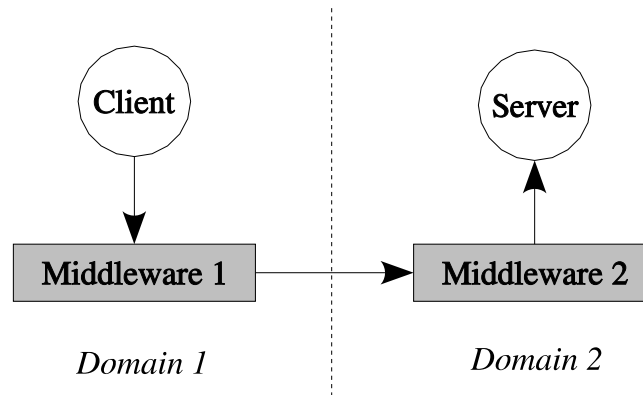 Client
Server
Middleware 1
Middleware 2
Domain 1
Domain 2